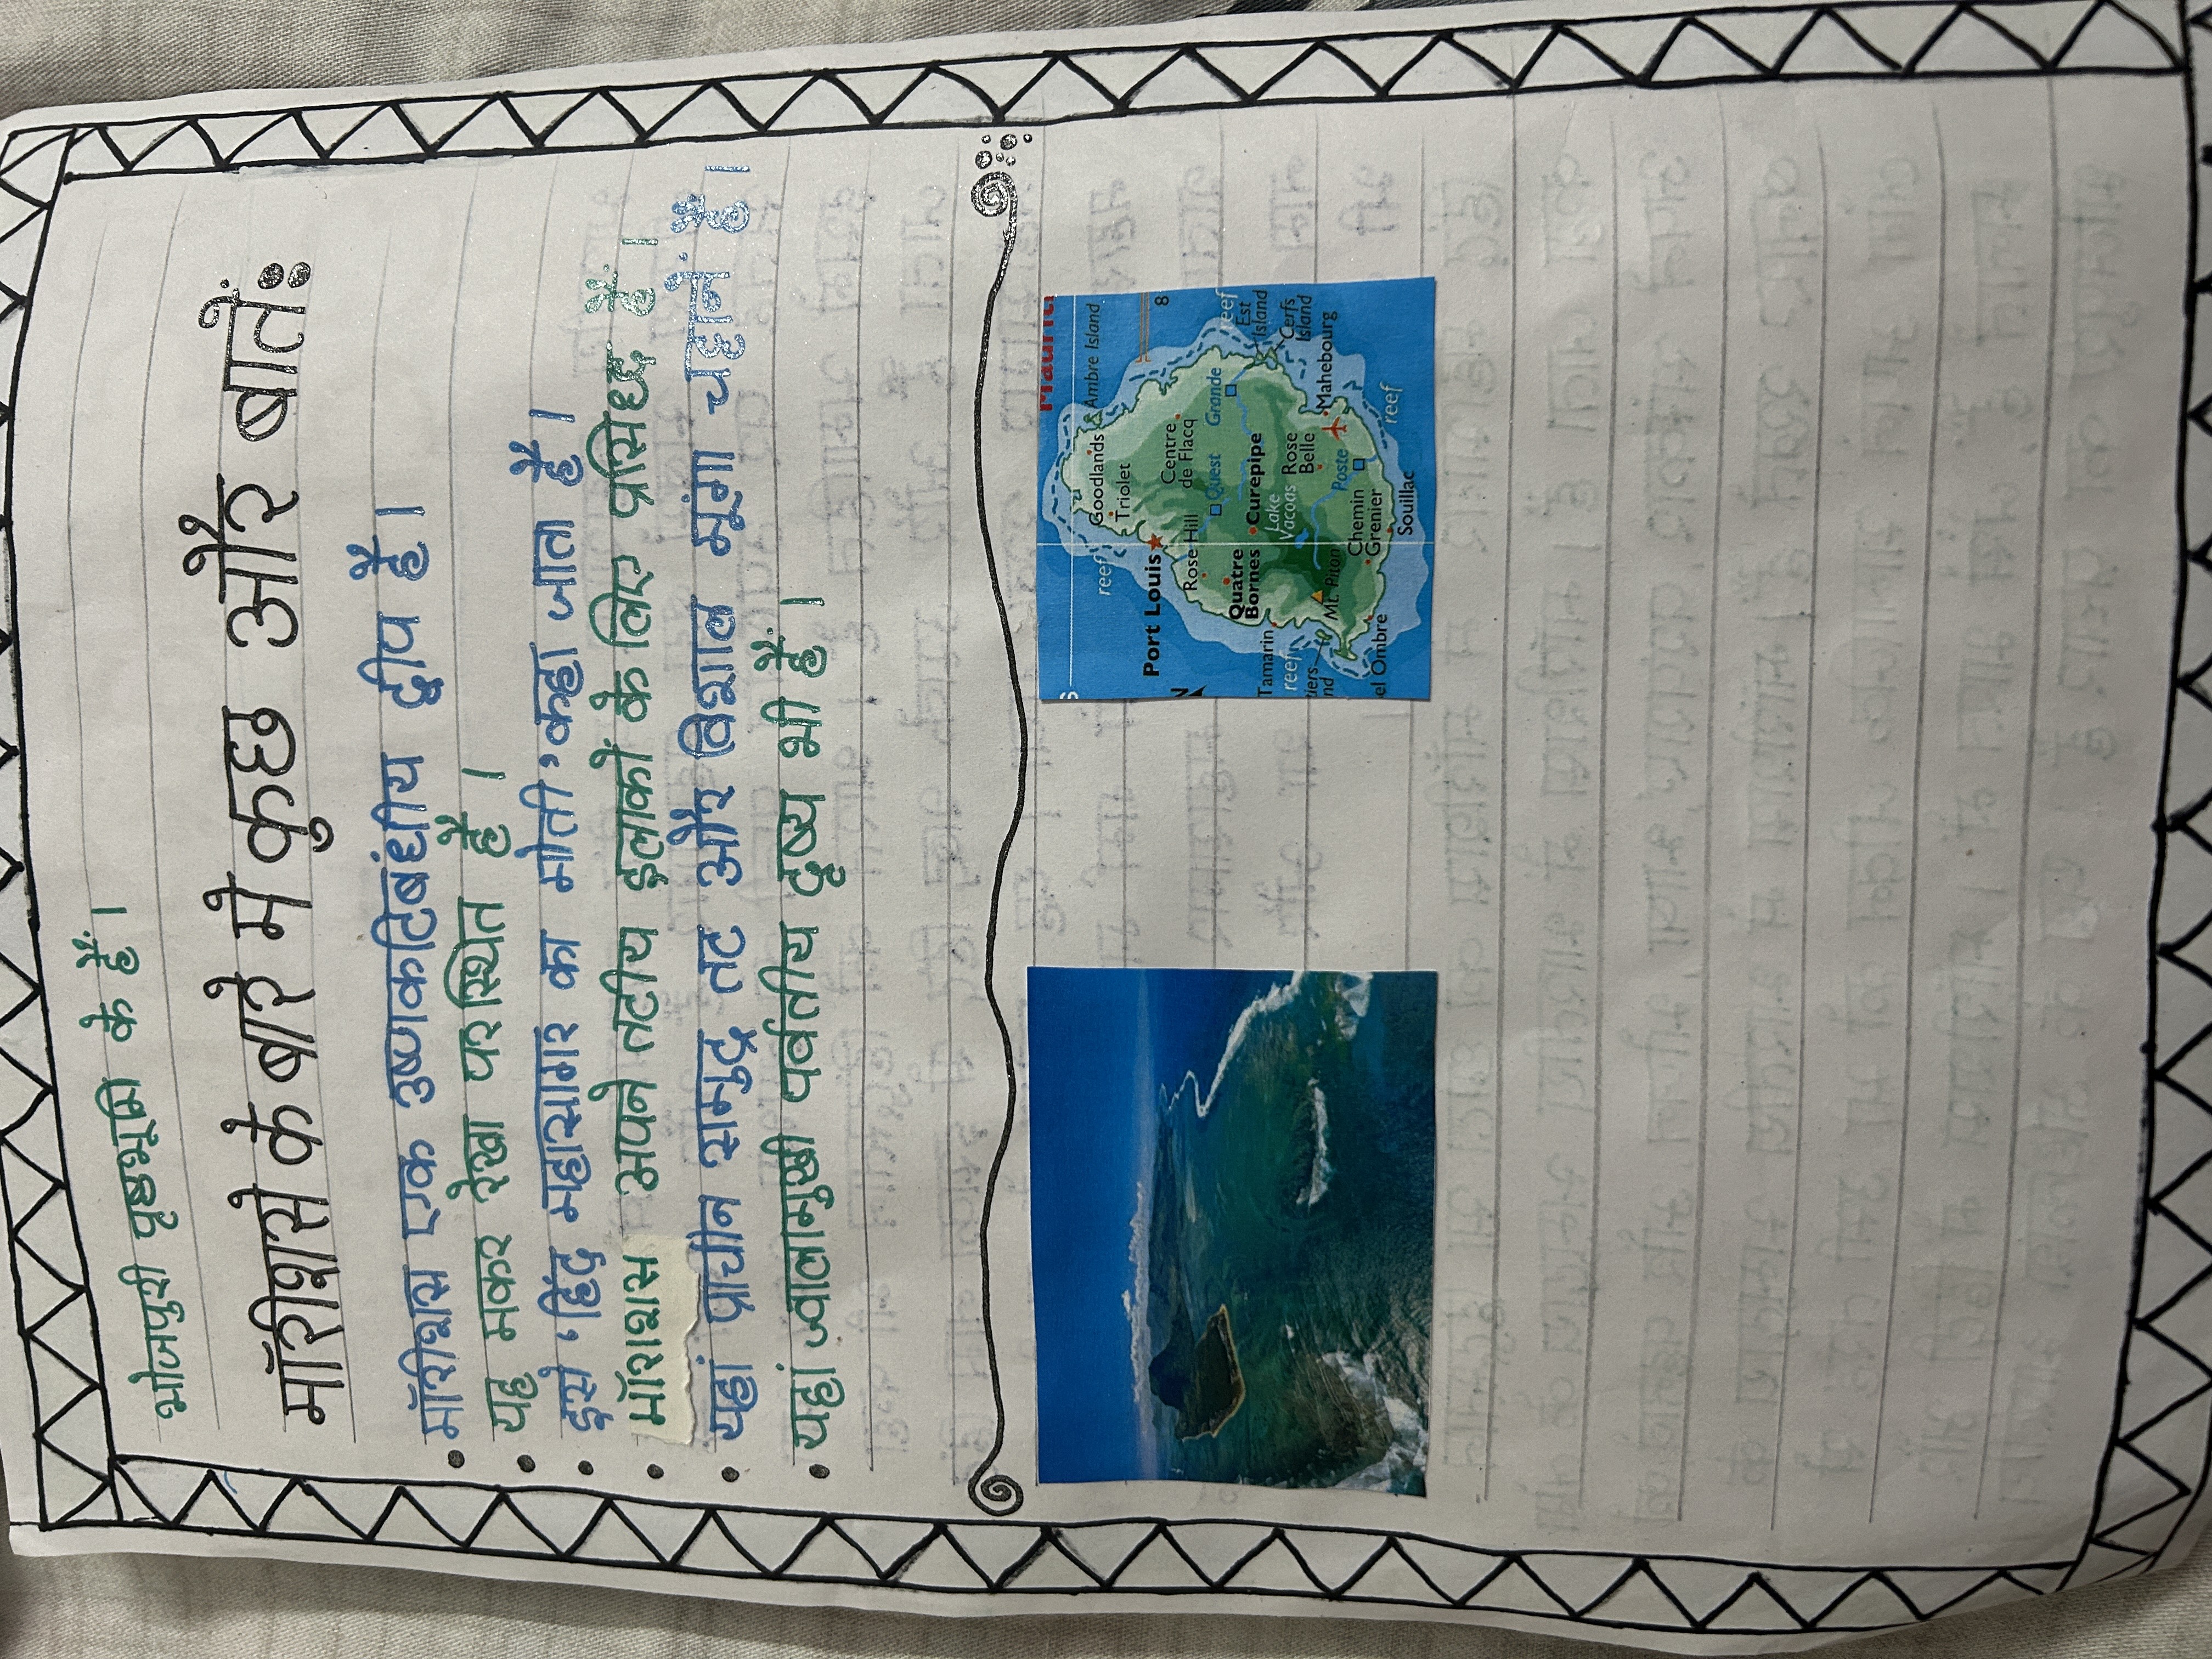 भोजपुरी पृष्ठभूमि के हैं।
मॉरीशसे के बारे मे कुछ और बातें:
• मॉरीशस एक उष्णकटिबंधीय द्वीप है।
• यह मकर रेखा पर स्थित है।
• इसे 'हिंद महासागर का मोती' कहा जाता है।
• मॉराशस अपने तटीय इलाकों के लिए प्रसिध्द हैं।
• यहां प्राचीन समुद्र तट और विशाल मूंगा चट्टानें हैं।
• यहां ज्वालामुखी पर्वतीय दृष्य भी हैं।
S
reef
Goodlands
Ambre Island
Triolet
Port Louis
8
Centre
de Flacq
Rose Hill
Quest
Grande
reef
Quatre
Bornes
Curepipe
Est
Island
Tamarin
Lake
Vacoas
reef
Rose
Belle
Cerfs
Island
iers
nd
Mt. Piton
Poste
Mahebourg
Chemin
Grenier
el Ombre
reef
Souillac